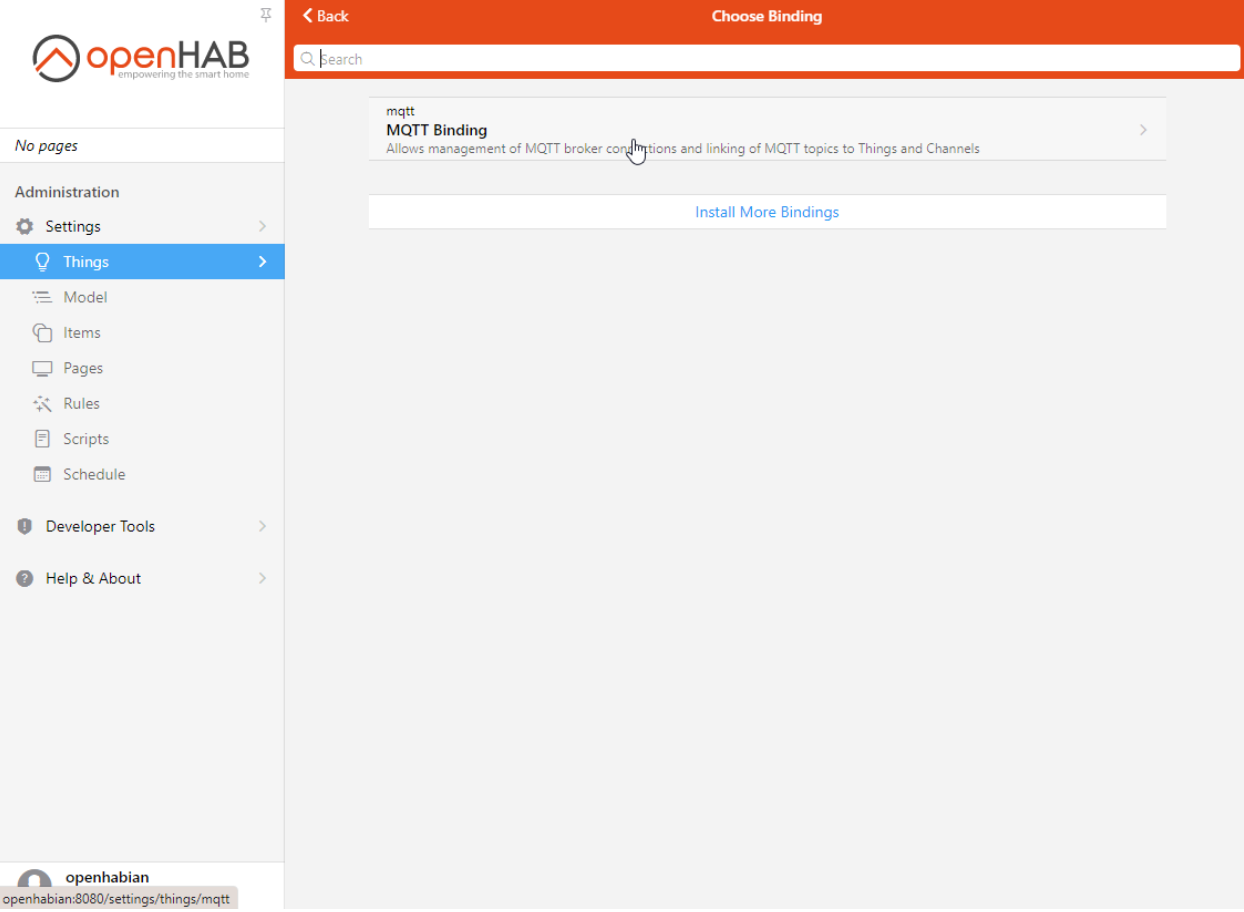 openHAB
empowering the smart home
No pages
Administration
Settings
Things
Model
Items
Pages
Rules
Scripts
Schedule
Developer Tools
Help & About
openhabian
openhabian:8080/settings/things/mqtt
Back
Choose Binding
Search
mqtt
MQTT Binding
Allows management of MQTT broker connections and linking of MQTT topics to Things and Channels
Install More Bindings